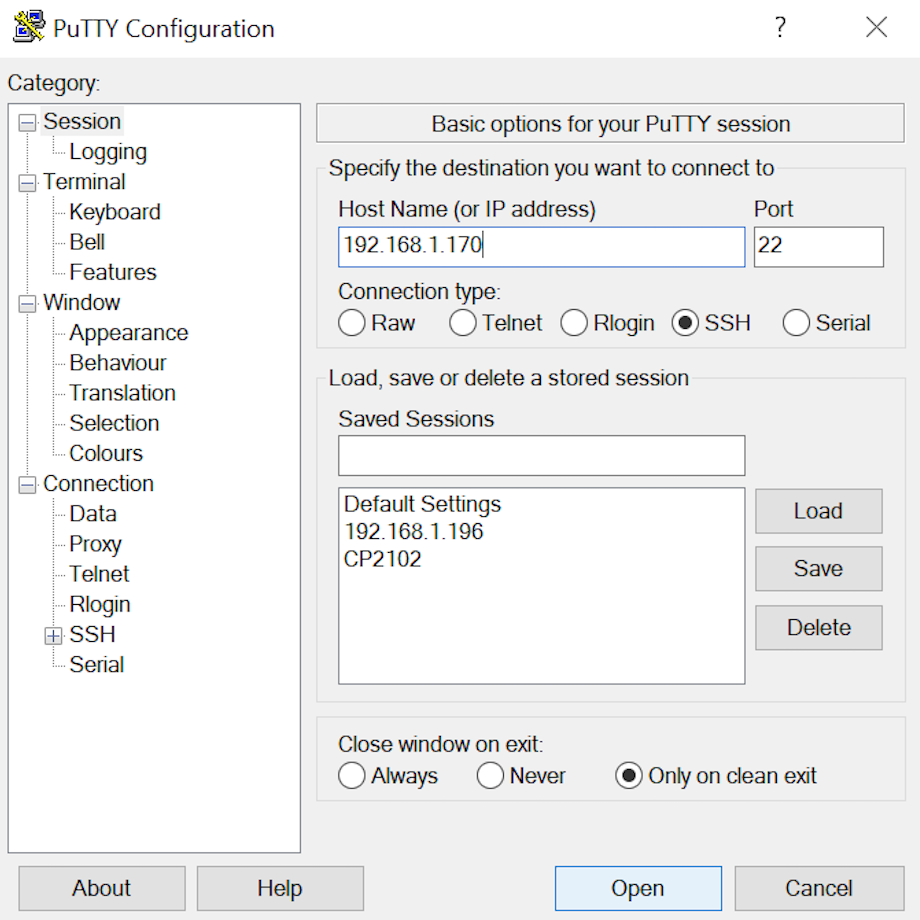 PuTTY Configuration ?
Category:
Session
Logging
Terminal
Keyboard
Bell
Features
Window
Appearance
Behaviour
Translation
Selection
Colours
Connection
Data
Proxy
Telnet
Rlogin
SSH
Serial
Basic options for your PuTTY session
Specify the destination you want to connect to
Host Name (or IP address) Port
192.168.1.170 22
Connection type:
Raw Telnet Rlogin SSH Serial
Load, save or delete a stored session
Saved Sessions
Default Settings
192.168.1.196
CP2102
Load
Save
Delete
Close window on exit:
Always Never Only on clean exit
About Help Open Cancel